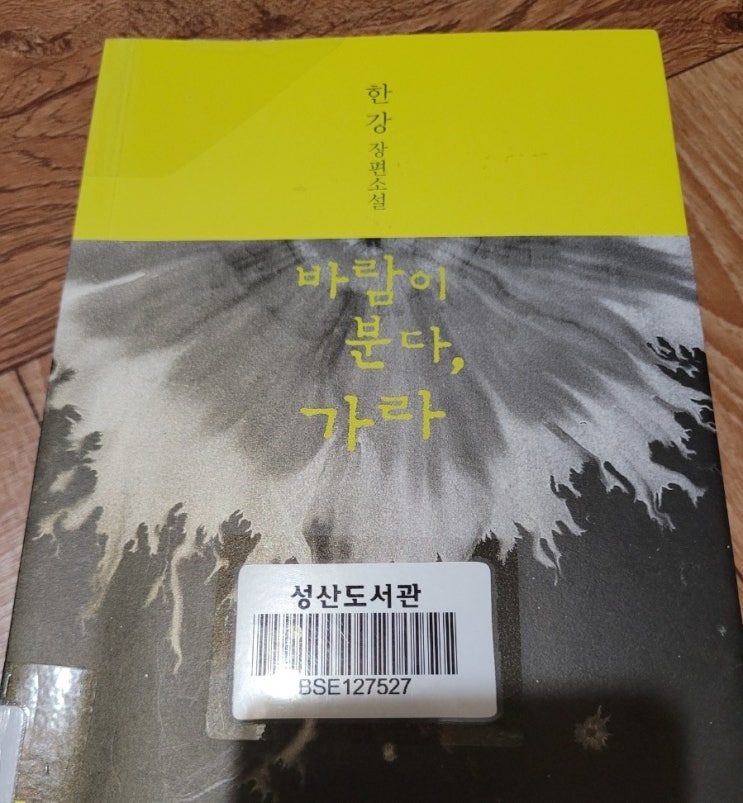 한강 장편소설
바람이
분다,
가라
성산도서관
BSE127527